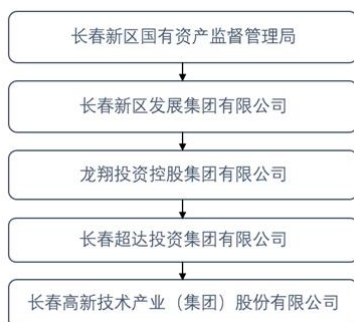 长春新区国有资产监督管理局
长春新区发展集团有限公司
龙翔投资控股集团有限公司
长春超达投资集团有限公司
长春高新技术产业（集团）股份有限公司